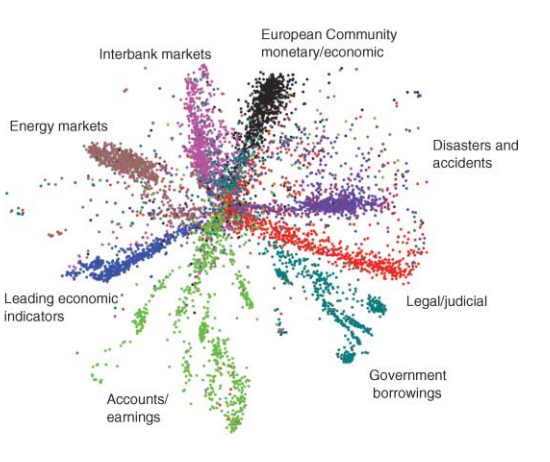 European Community
monetary/economic
Interbank markets
Energy markets
Disasters and
accidents
Leading economic
indicators
Legal/judicial
Government
borrowings
Accounts/
earnings